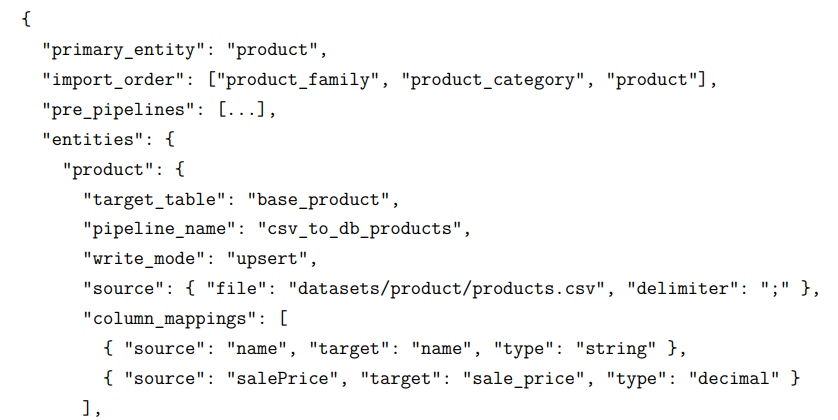 {
"primary_entity": "product",
"import_order": ["product_family", "product_category", "product"],
"pre_pipelines": [...],
"entities": {
"product": {
"target_table": "base_product",
"pipeline_name": "csv_to_db_products",
"write_mode": "upsert",
"source": { "file": "datasets/product/products.csv", "delimiter": ";" },
"column_mappings": [
{ "source": "name", "target": "name", "type": "string" },
{ "source": "salePrice", "target": "sale_price", "type": "decimal" }
],